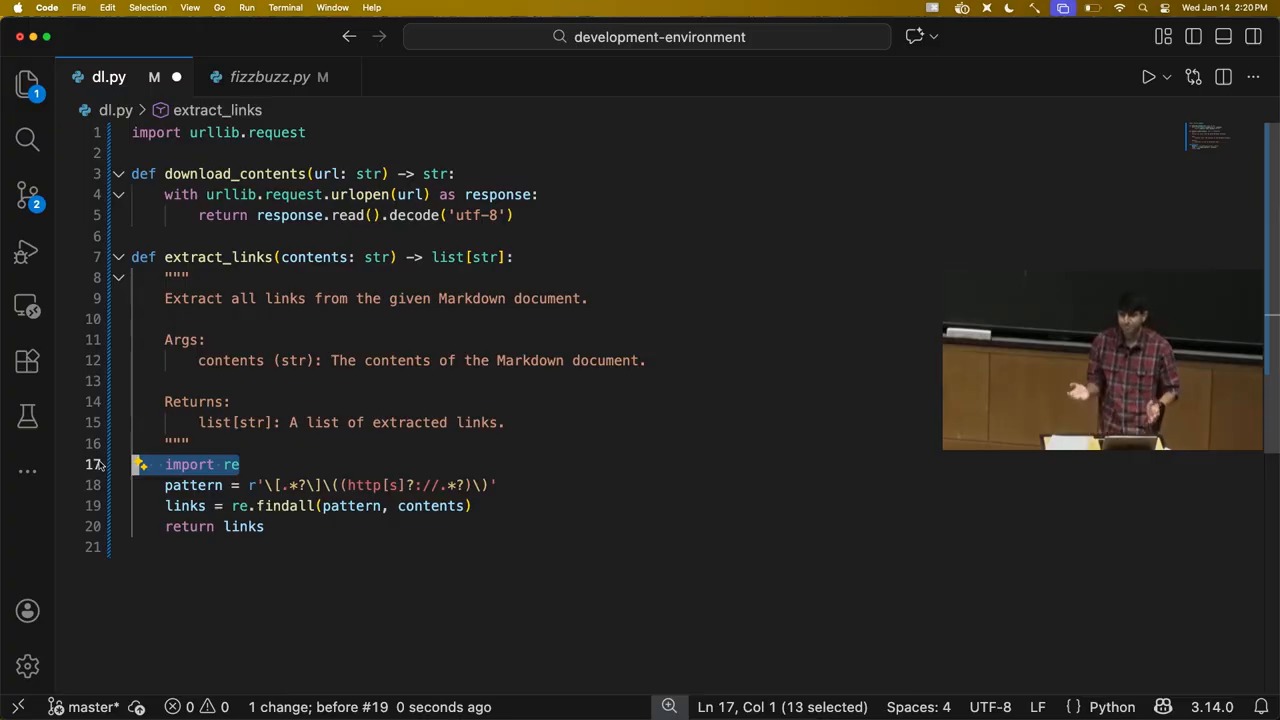 Code File Edit Selection View Go Run Terminal Window Help Wed Jan 14 2:20 PM
development-environment
dl.py M fizzbuzz.py M
dl.py > extract_links
1 import urllib.request
2
3 def download_contents(url: str) -> str:
4 with urllib.request.urlopen(url) as response:
5 return response.read().decode('utf-8')
6
7 def extract_links(contents: str) -> list[str]:
8 """
9 Extract all links from the given Markdown document.
10
11 Args:
12 contents (str): The contents of the Markdown document.
13
14 Returns:
15 list[str]: A list of extracted links.
16 """
17 import re
18 pattern = r'\[.*?\]\((http[s]?://.*?)\)'
19 links = re.findall(pattern, contents)
20 return links
21
1
2
master* 0 0 1 change; before #19 0 seconds ago Ln 17, Col 1 (13 selected) Spaces: 4 UTF-8 LF { } Python 3.14.0